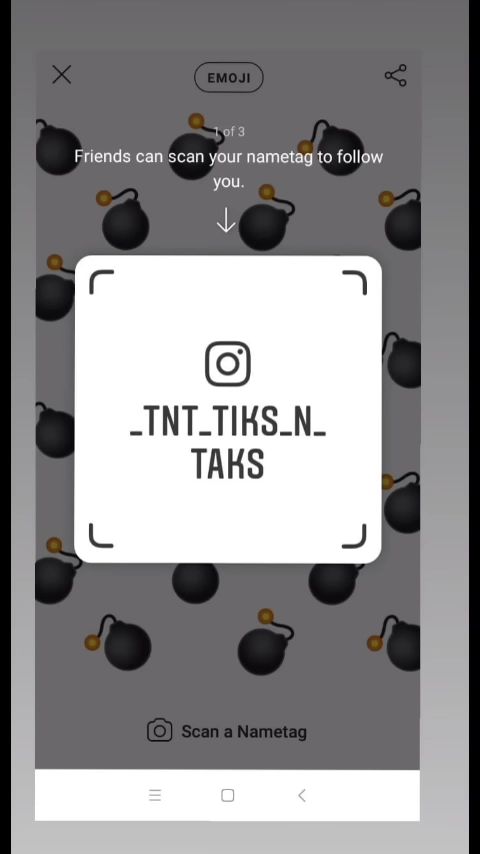 EMOJI
1 of 3
Friends can scan your nametag to follow
you.
_TNT_TIKS_N_
TAKS
Scan a Nametag